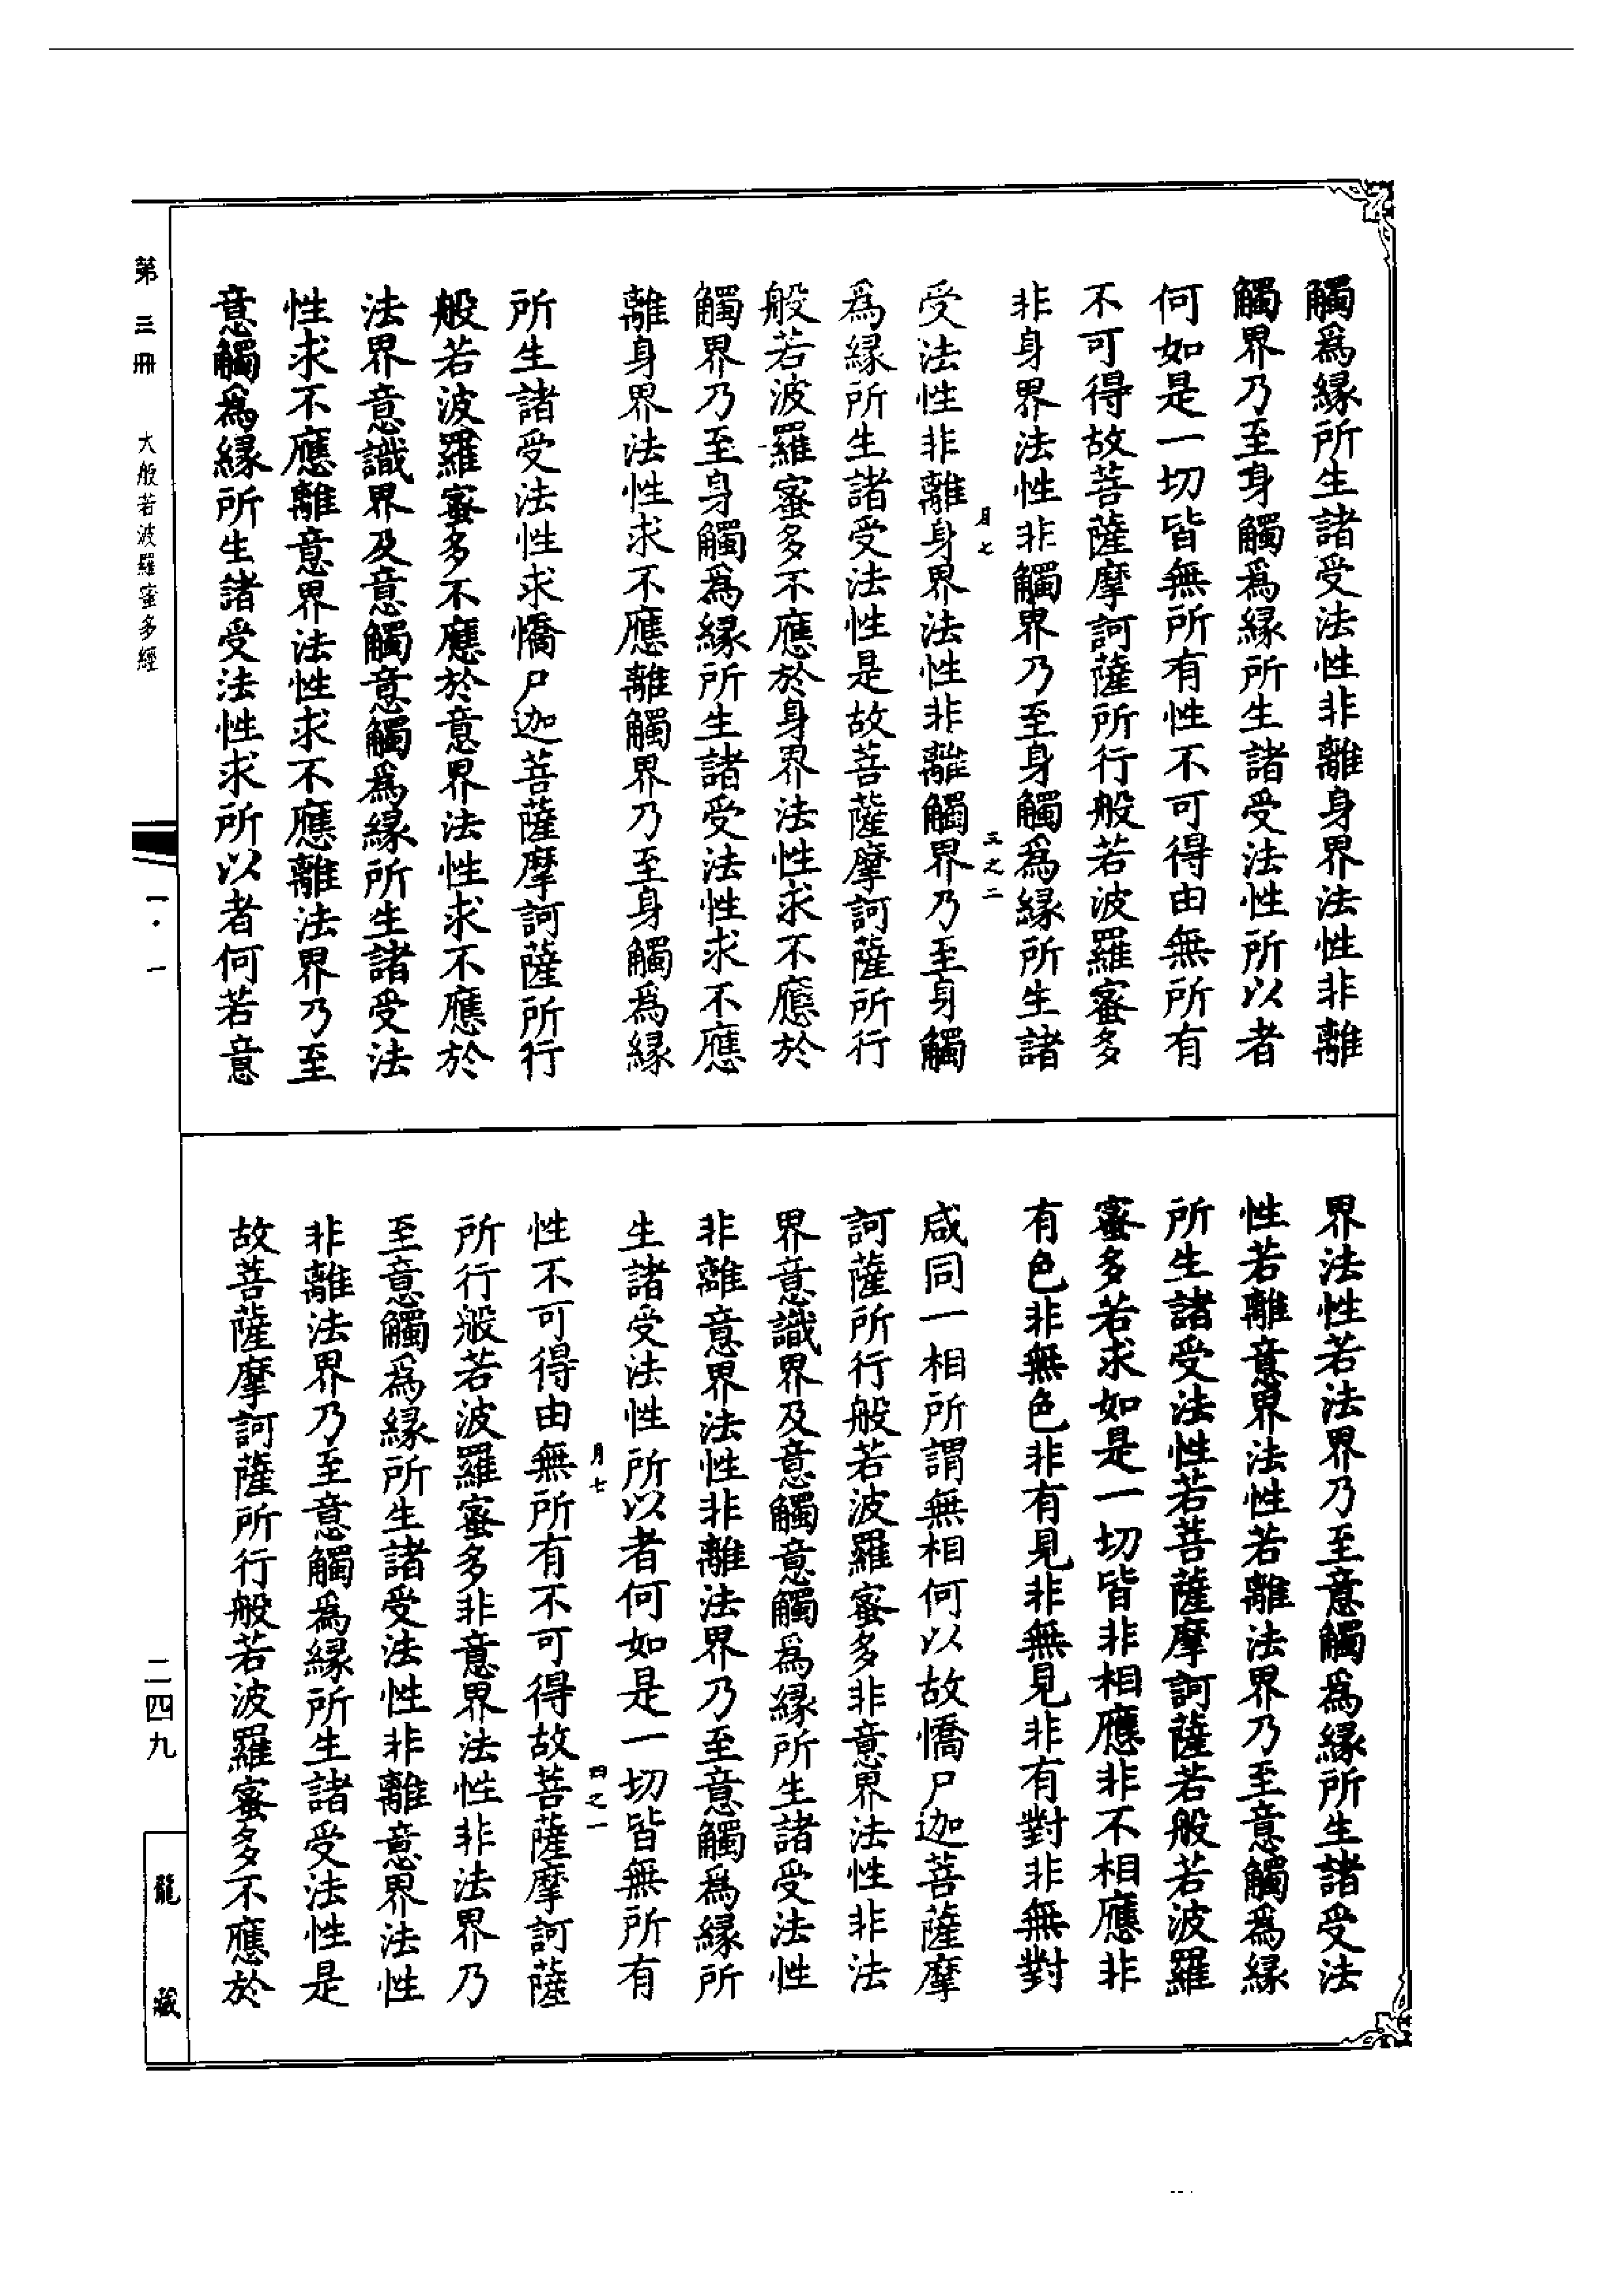 觸爲緣所生諸受法性非離身界法性非離
觸界乃至身觸爲緣所生諸受法性所以者
何如是一切皆無所有性不可得由無所有
不可得故菩薩摩訶薩所行般若波羅蜜多
非身界法性非觸界乃至身觸爲緣所生諸
月七 三之二
受法性非離身界法性非離觸界乃至身觸
爲緣所生諸受法性是故菩薩摩訶薩所行
般若波羅蜜多不應於身界法性求不應於
觸界乃至身觸爲緣所生諸受法性求不應
離身界法性求不應離觸界乃至身觸爲緣
所生諸受法性求憍尸迦菩薩摩訶薩所行
般若波羅蜜多不應於意界法性求不應於
法界意識界及意觸意觸爲緣所生諸受法
性求不應離意界法性求不應離法界乃至
意觸爲緣所生諸受法性求所以者何若意
界法性若法界乃至意觸爲緣所生諸受法
性若離意界法性若離法界乃至意觸爲緣
所生諸受法性若菩薩摩訶薩若般若波羅
蜜多若求如是一切皆非相應非不相應非
有色非無色非有見非無見非有對非無對
咸同一相所謂無相何以故憍尸迦菩薩摩
訶薩所行般若波羅蜜多非意界法性非法
界意識界及意觸意觸爲緣所生諸受法性
非離意界法性非離法界乃至意觸爲緣所
生諸受法性所以者何如是一切皆無所有
月七 四之一
性不可得由無所有不可得故菩薩摩訶薩
所行般若波羅蜜多非意界法性非法界乃
至意觸爲緣所生諸受法性非離意界法性
非離法界乃至意觸爲緣所生諸受法性是
故菩薩摩訶薩所行般若波羅蜜多不應於
第三冊 大般若波羅蜜多經
一·一
二四九
龍藏